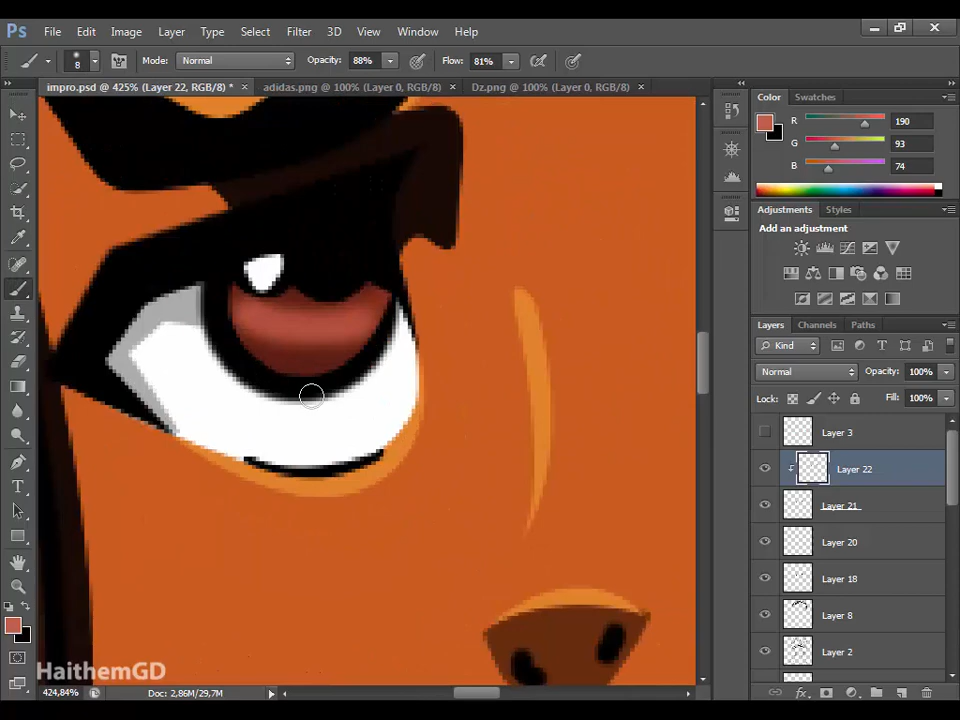 Ps File Edit Image Layer Type Select Filter 3D View Window Help
8 Mode: Normal Opacity: 88% Flow: 81%
impro.psd @ 425% (Layer 22, RGB/8) * × adidas.png @ 100% (Layer 0, RGB/8) × Dz.png @ 100% (Layer 0, RGB/8) ×
Color Swatches
R 190
G 93
B 74
Adjustments Styles
Add an adjustment
Layers Channels Paths
Kind
Normal Opacity: 100%
Lock: Fill: 100%
Layer 3
Layer 22
Layer 21
Layer 20
Layer 18
Layer 8
Layer 2
HaithemGD
424,84% Doc: 2,86M/29,7M